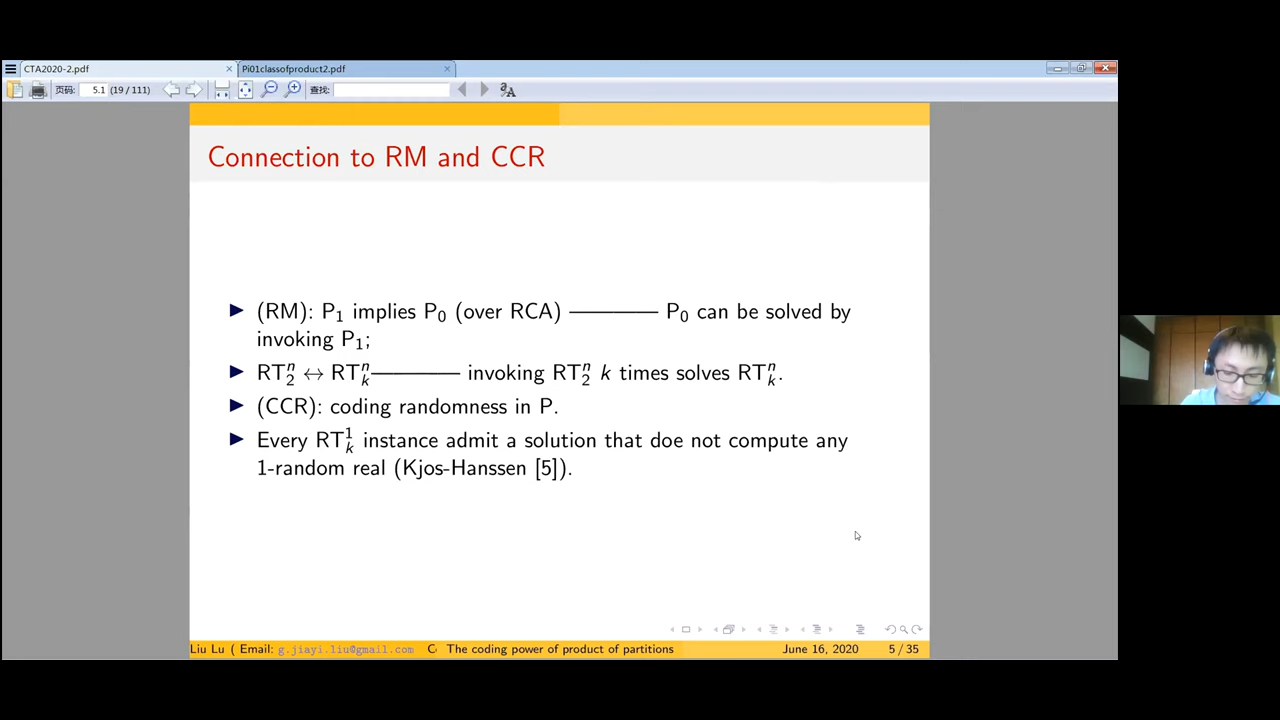 CTA2020-2.pdf
Pi01classofproduct2.pdf
页码: 5.1 (19 / 111) 查找:
Connection to RM and CCR
▶ (RM): P₁ implies P₀ (over RCA) ———— P₀ can be solved by
invoking P₁;
▶ RT₂ⁿ ↔ RTₖⁿ———— invoking RT₂ⁿ k times solves RTₖⁿ.
▶ (CCR): coding randomness in P.
▶ Every RTₖ¹ instance admit a solution that doe not compute any
1-random real (Kjos-Hanssen [5]).
Liu Lu ( Email: g.jiayi.liu@gmail.com The coding power of product of partitions June 16, 2020 5 / 35